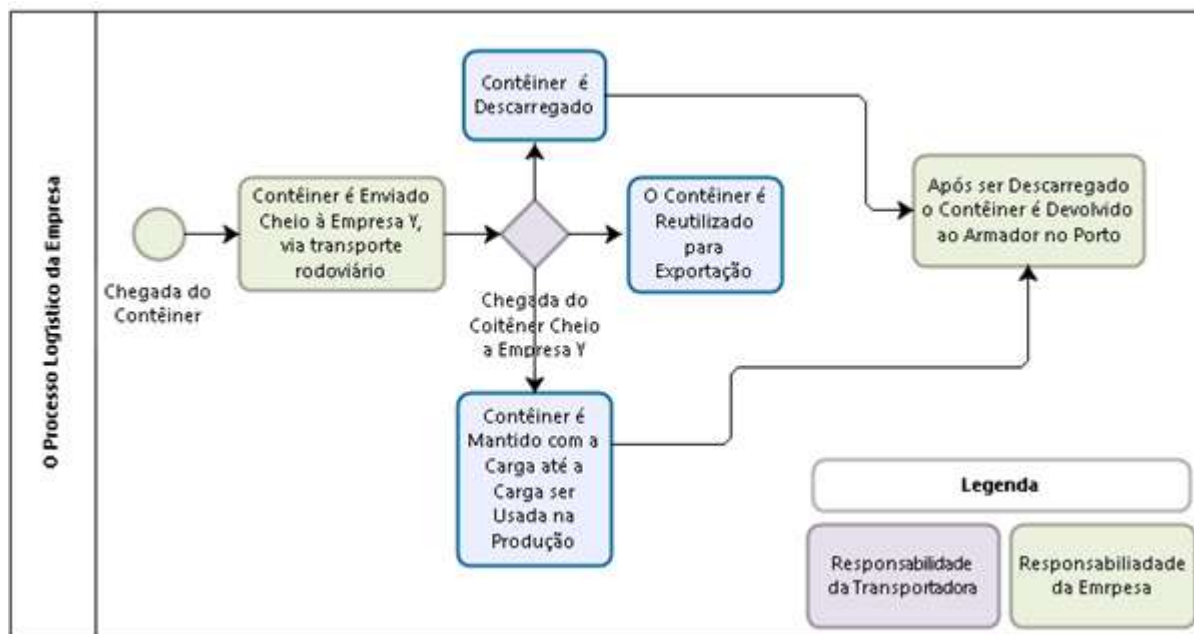 O Processo Logístico da Empresa
Chegada do
Contêiner
Contêiner é Enviado
Cheio à Empresa Y,
via transporte
rodoviário
Contêiner é
Descarregado
O Contêiner é
Reutilizado
para
Exportação
Chegada do
Coitêner Cheio
a Empresa Y
Contêiner é
Mantido com a
Carga até a
Carga ser
Usada na
Produção
Após ser Descarregado
o Contêiner é Devolvido
ao Armador no Porto
Legenda
Responsabilidade
da Transportadora
Responsabiliadade
da Emrpesa